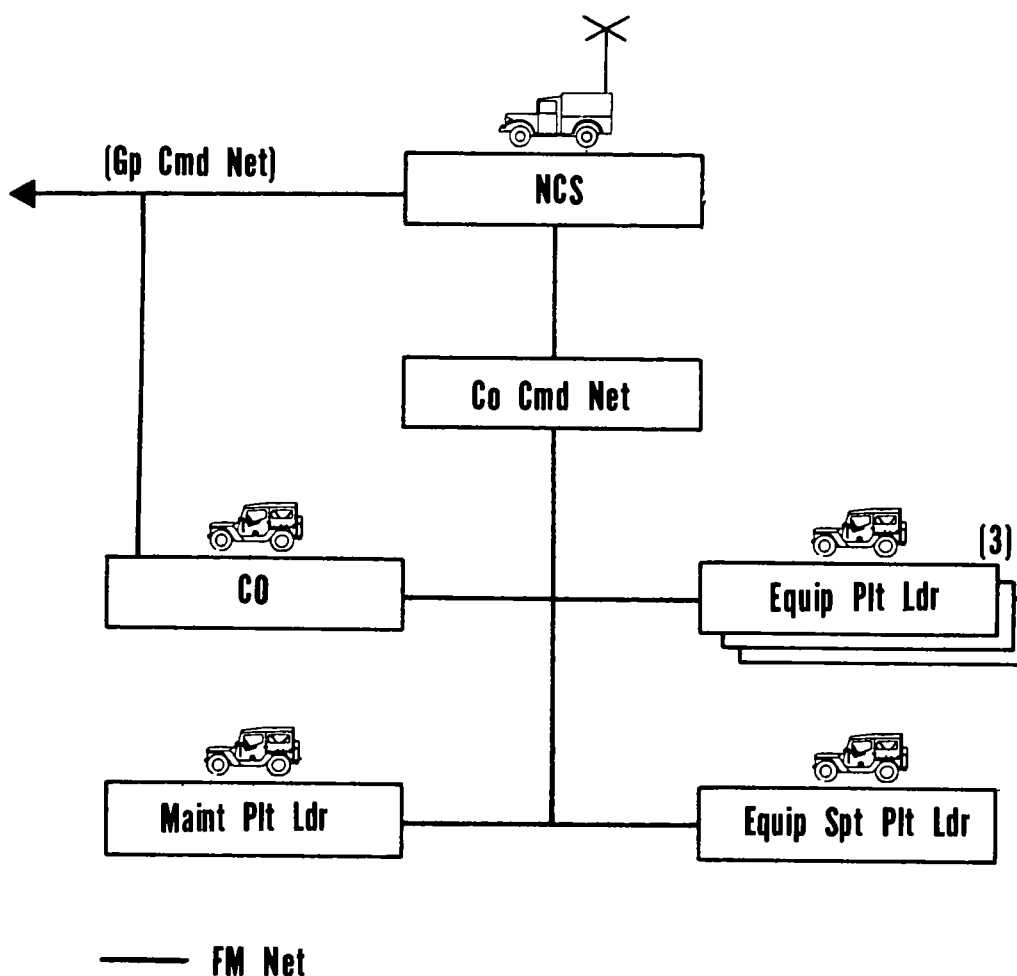 (Gp Cmd Net)
NCS
Co Cmd Net
CO
(3)
Equip Plt Ldr
Maint Plt Ldr
Equip Spt Plt Ldr
FM Net